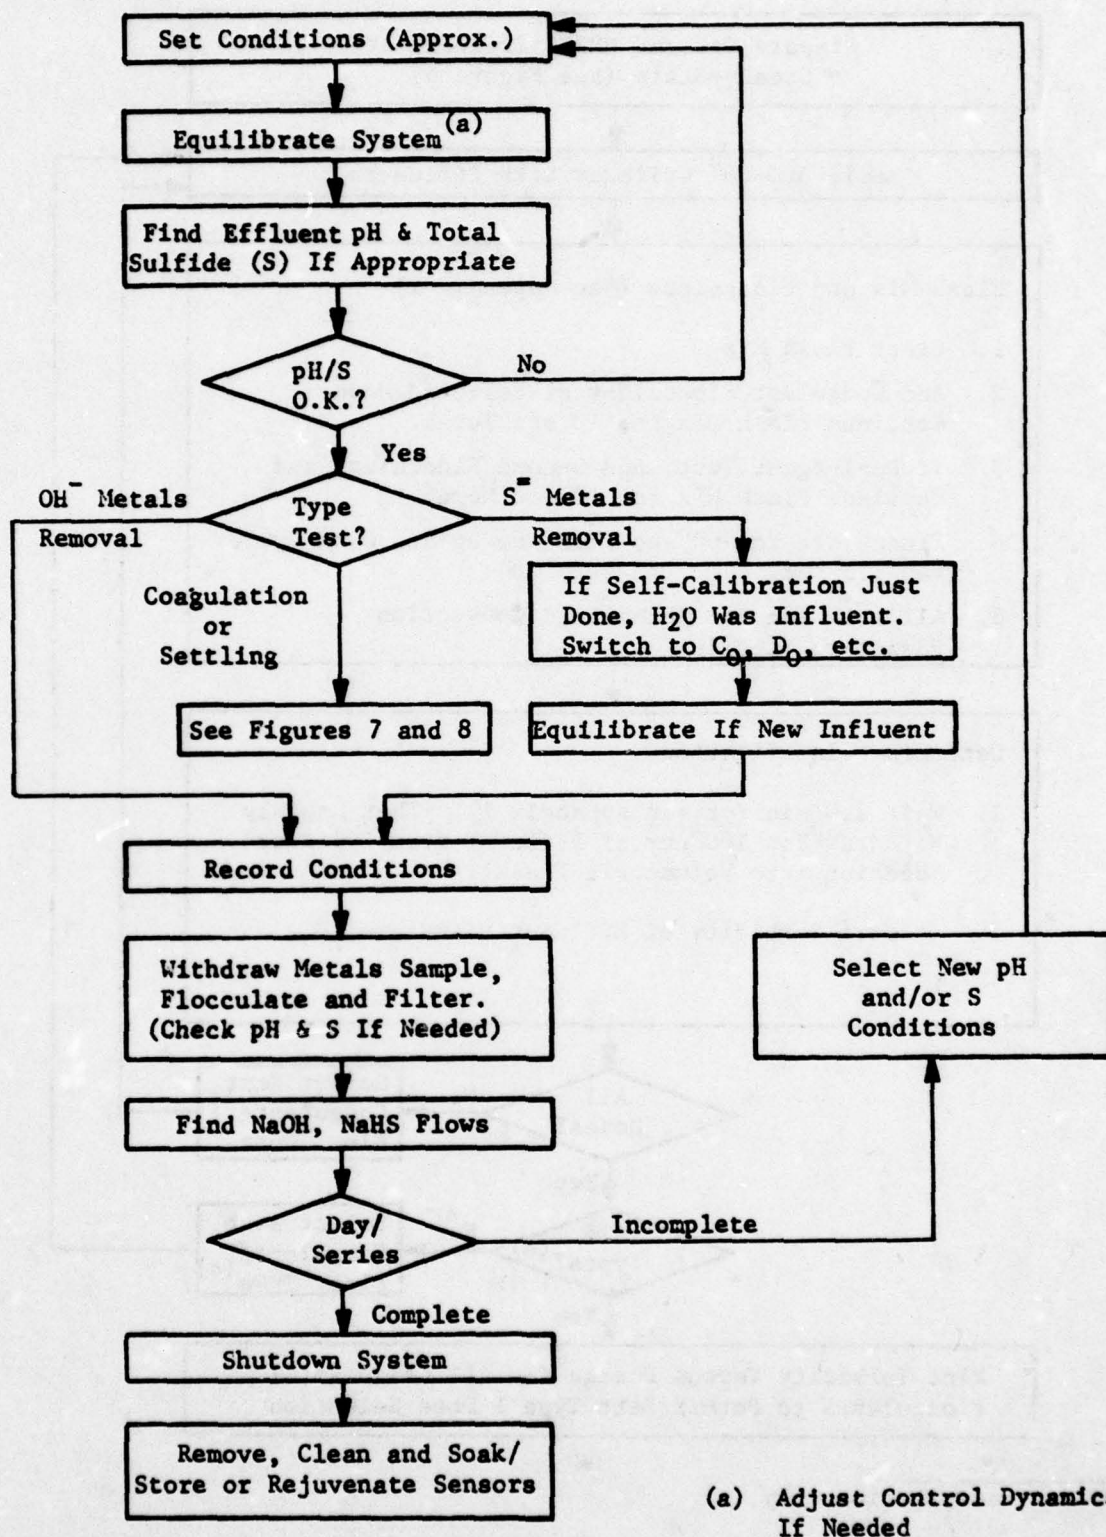 Set Conditions (Approx.)
Equilibrate System(a)
Find Effluent pH & Total
Sulfide (S) If Appropriate
pH/S
O.K.?
No
Yes
OH⁻ Metals
Removal
Type
Test?
S⁼ Metals
Removal
Coagulation
or
Settling
If Self-Calibration Just
Done, H₂O Was Influent.
Switch to C₀, D₀, etc.
See Figures 7 and 8
Equilibrate If New Influent
Record Conditions
Withdraw Metals Sample,
Flocculate and Filter.
(Check pH & S If Needed)
Select New pH
and/or S
Conditions
Find NaOH, NaHS Flows
Day/
Series
Incomplete
Complete
Shutdown System
Remove, Clean and Soak/
Store or Rejuvenate Sensors
(a) Adjust Control Dynamic
If Needed